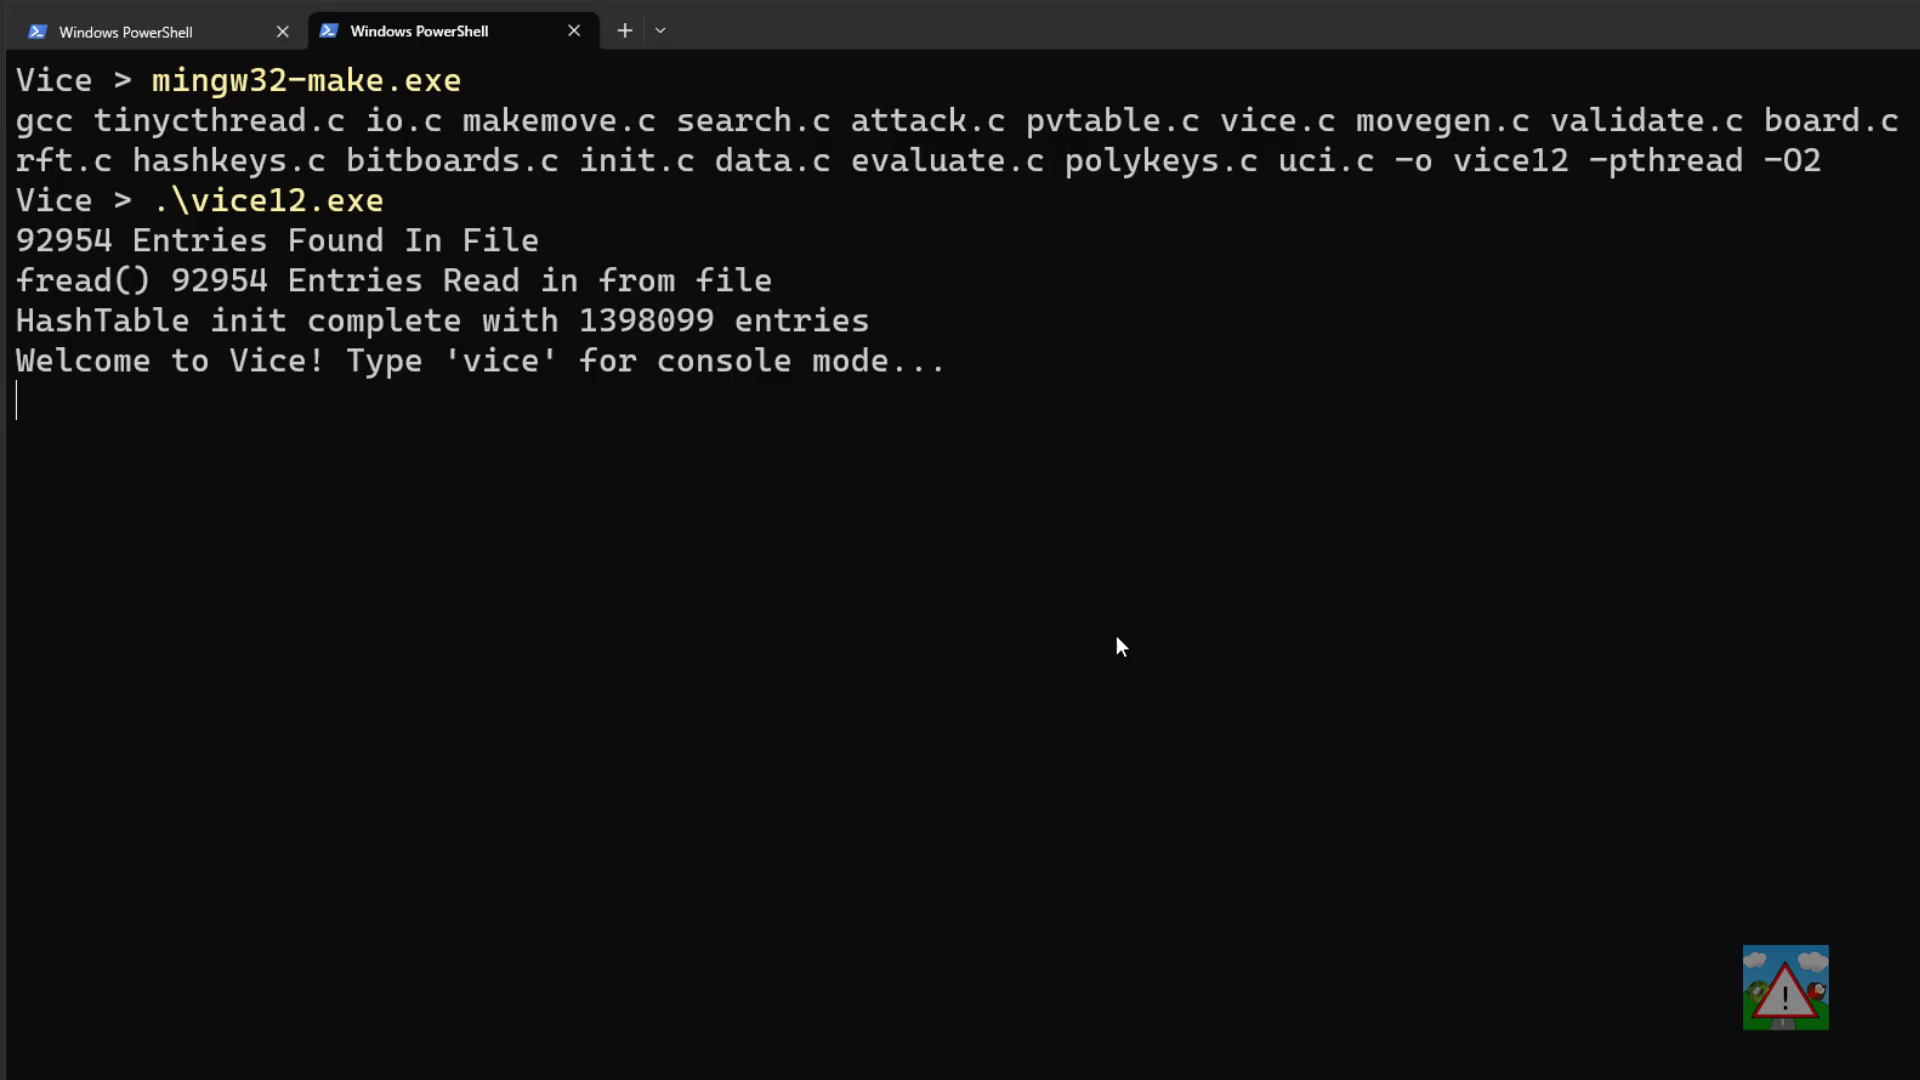 Windows PowerShell
Windows PowerShell
Vice > mingw32-make.exe
gcc tinycthread.c io.c makemove.c search.c attack.c pvtable.c vice.c movegen.c validate.c board.c
rft.c hashkeys.c bitboards.c init.c data.c evaluate.c polykeys.c uci.c -o vice12 -pthread -O2
Vice > .\vice12.exe
92954 Entries Found In File
fread() 92954 Entries Read in from file
HashTable init complete with 1398099 entries
Welcome to Vice! Type 'vice' for console mode...
!